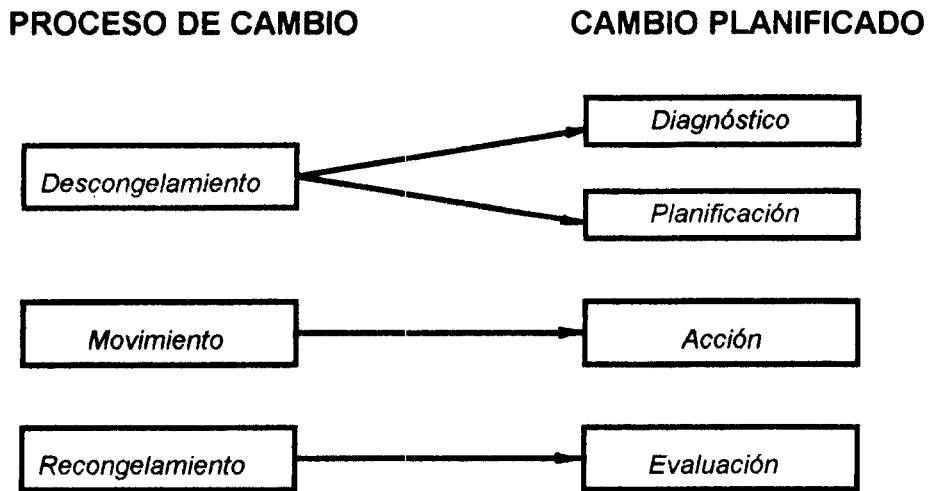 PROCESO DE CAMBIO
CAMBIO PLANIFICADO
Descongelamiento
Diagnóstico
Planificación
Movimiento
Acción
Recongelamiento
Evaluación